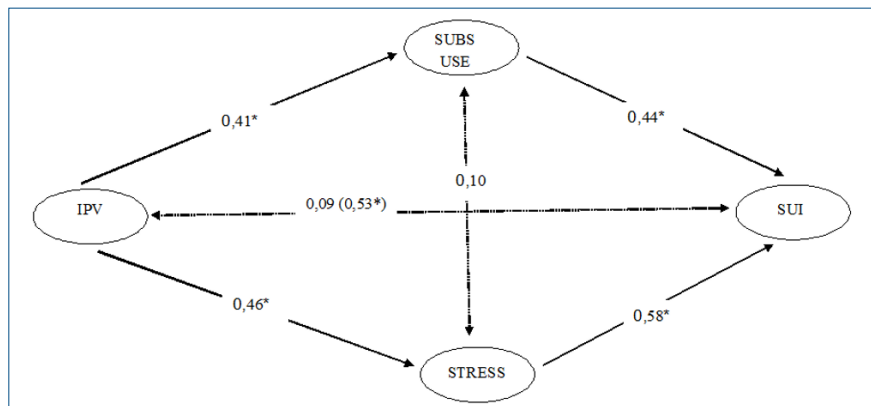 SUBS
USE
0,41*
0,44*
0,10
IPV
0,09 (0,53*)
SUI
0,46*
0,58*
STRESS